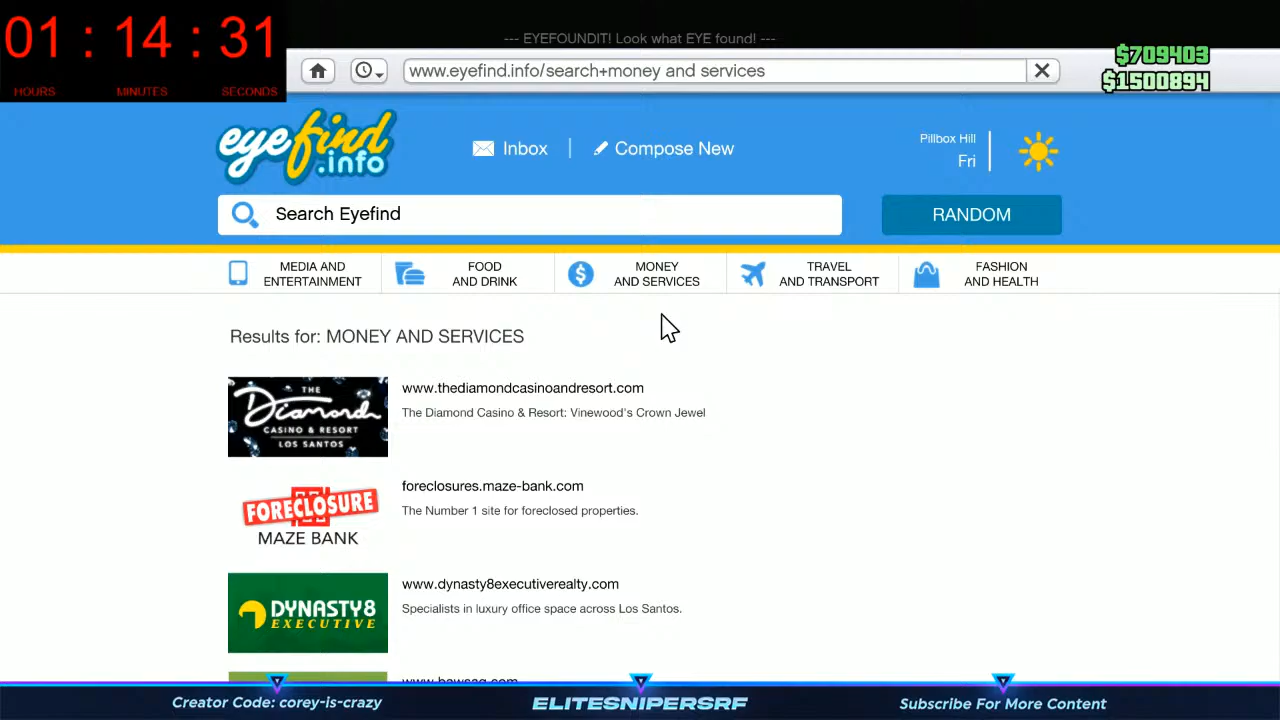 01 : 14 : 31
HOURS MINUTES SECONDS
--- EYEFOUNDIT! Look what EYE found! ---
www.eyefind.info/search+money and services
$709403
$1500894
eyefind
.info
Inbox
Compose New
Pillbox Hill
Fri
Search Eyefind
RANDOM
MEDIA AND
ENTERTAINMENT
FOOD
AND DRINK
MONEY
AND SERVICES
TRAVEL
AND TRANSPORT
FASHION
AND HEALTH
Results for: MONEY AND SERVICES
THE
Diamond
CASINO & RESORT
LOS SANTOS
www.thediamondcasinoandresort.com
The Diamond Casino & Resort: Vinewood's Crown Jewel
FORECLOSURE
MAZE BANK
foreclosures.maze-bank.com
The Number 1 site for foreclosed properties.
DYNASTY8
EXECUTIVE
www.dynasty8executiverealty.com
Specialists in luxury office space across Los Santos.
www.bawsaq.com
Creator Code: corey-is-crazy
ELITESNIPERSRF
Subscribe For More Content